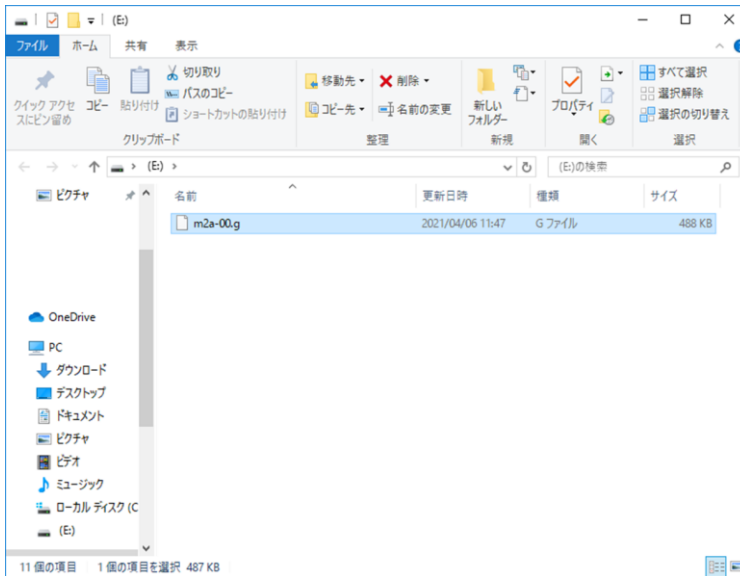 (E:)
ファイル ホーム 共有 表示
クイック アクセスにピン留め
コピー
貼り付け
切り取り
パスのコピー
ショートカットの貼り付け
クリップボード
移動先
コピー先
削除
名前の変更
整理
新しい
フォルダー
新規
プロパティ
開く
すべて選択
選択解除
選択の切り替え
選択
(E:)
(E:)の検索
ピクチャ
OneDrive
PC
ダウンロード
デスクトップ
ドキュメント
ピクチャ
ビデオ
ミュージック
ローカル ディスク (C
(E:)
名前 更新日時 種類 サイズ
m2a-00.g 2021/04/06 11:47 G ファイル 488 KB
11 個の項目 1 個の項目を選択 487 KB